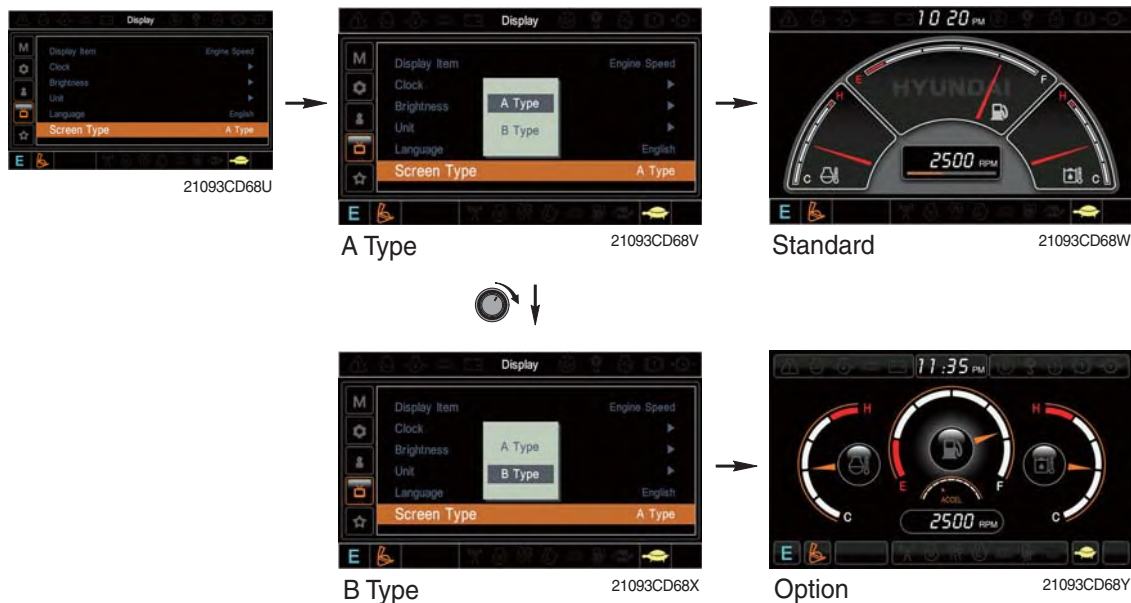 Display
M
Display Item Engine Speed
Clock
Brightness
Unit
Language English
Screen Type A Type
E
21093CD68U
Display
M
Display Item Engine Speed
Clock
Brightness
Unit
Language English
A Type
B Type
Screen Type A Type
E
A Type
21093CD68V
10 20 PM
HYUNDAI
E F
H H
C C
2500 RPM
E
Standard
21093CD68W
Display
M
Display Item Engine Speed
Clock
Brightness
Unit
Language English
A Type
B Type
Screen Type A Type
E
B Type
21093CD68X
11:35 PM
H H
E F
ACCEL
C C
2500 RPM
E
Option
21093CD68Y